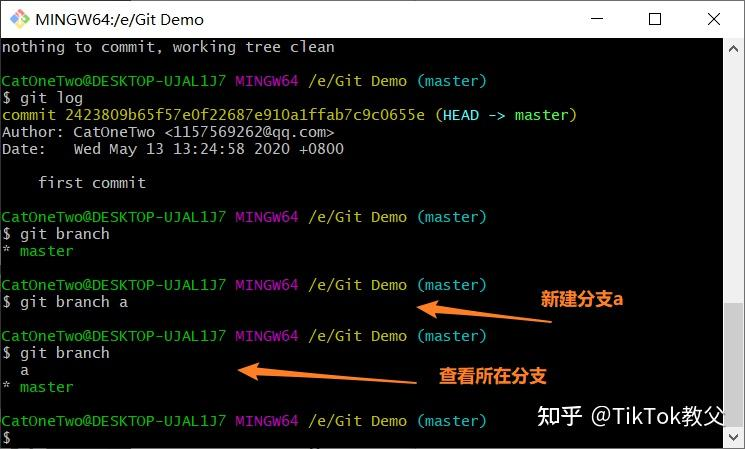 MINGW64:/e/Git Demo
nothing to commit, working tree clean
CatOneTwo@DESKTOP-UJAL1J7 MINGW64 /e/Git Demo (master)
$ git log
commit 2423809b65f57e0f22687e910a1ffab7c9c0655e (HEAD -> master)
Author: CatOneTwo <1157569262@qq.com>
Date:   Wed May 13 13:24:58 2020 +0800
first commit
CatOneTwo@DESKTOP-UJAL1J7 MINGW64 /e/Git Demo (master)
$ git branch
* master
CatOneTwo@DESKTOP-UJAL1J7 MINGW64 /e/Git Demo (master)
$ git branch a
新建分支a
CatOneTwo@DESKTOP-UJAL1J7 MINGW64 /e/Git Demo (master)
$ git branch
a
查看所在分支
* master
CatOneTwo@DESKTOP-UJAL1J7 MINGW64 /e/Git Demo (master)
$
知乎 @TikTok教父